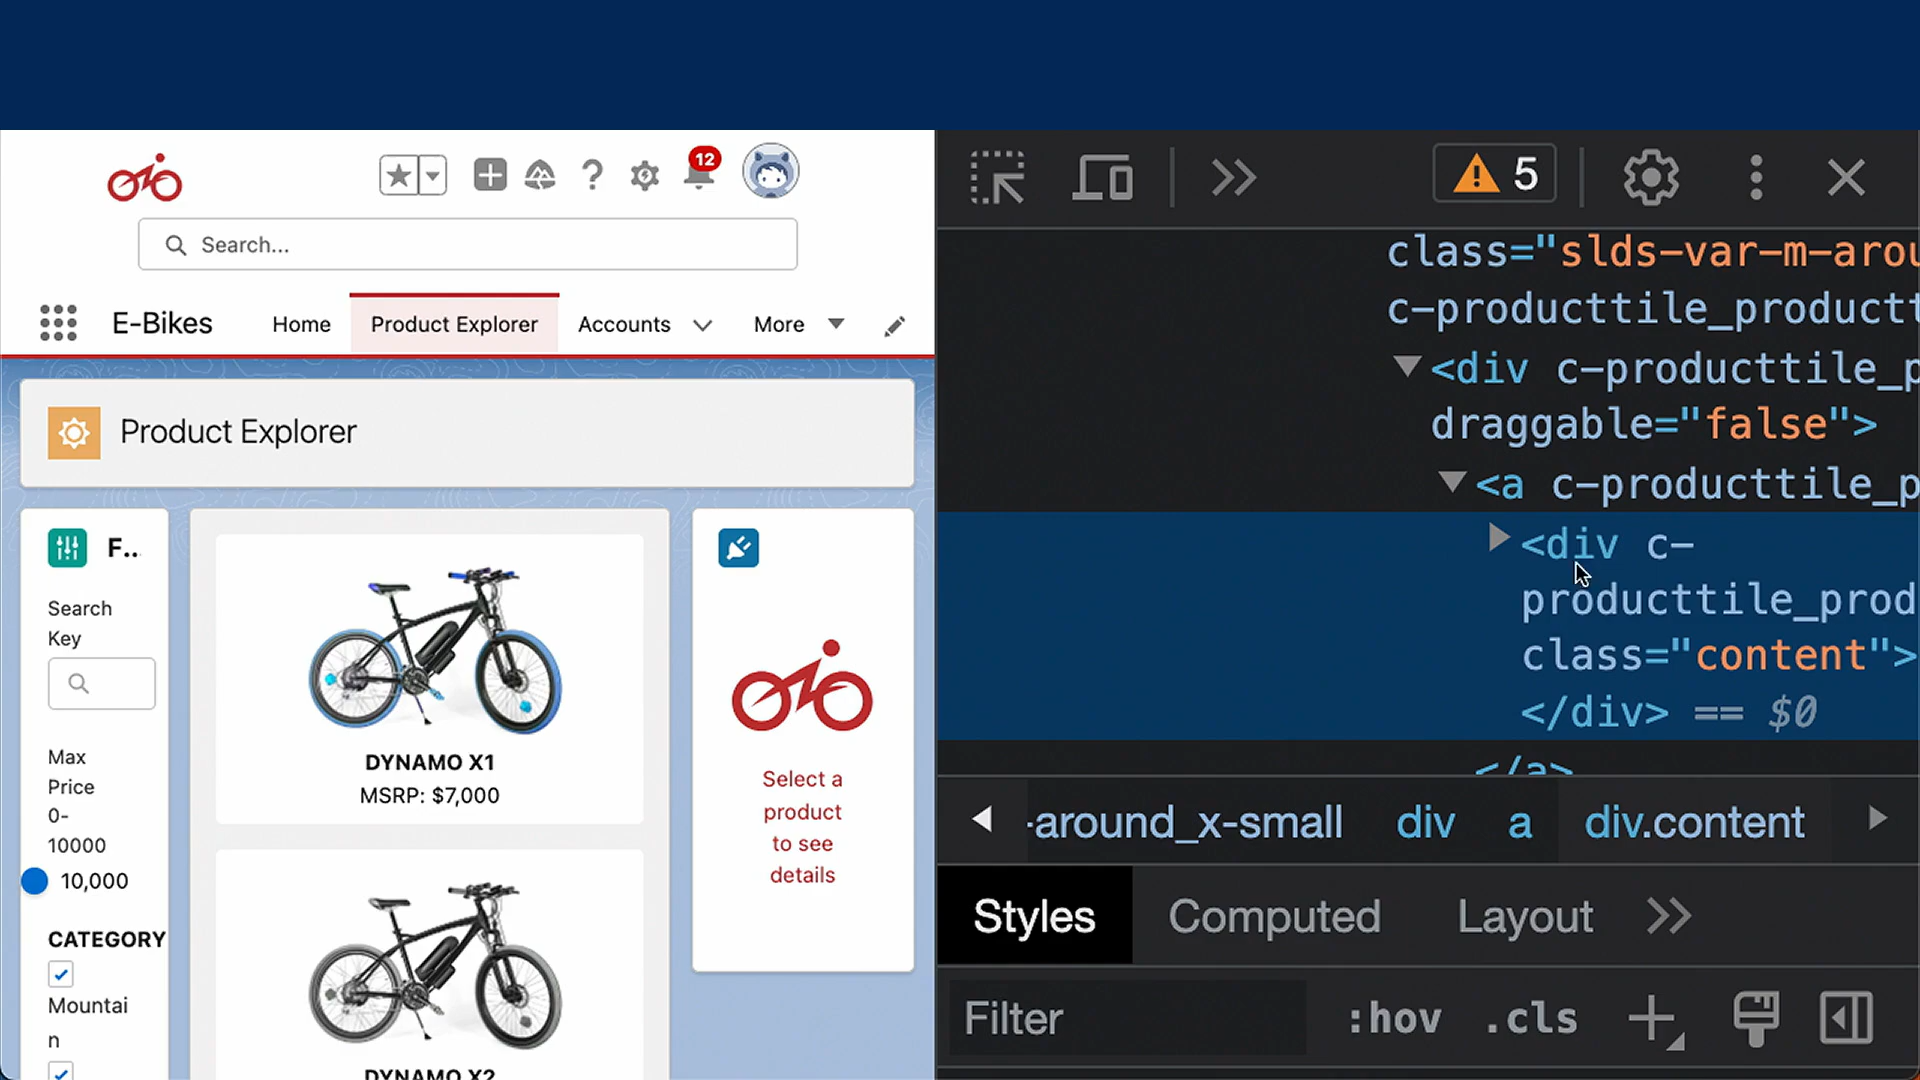 12
Search...
E-Bikes
Home
Product Explorer
Accounts
More
Product Explorer
F..
Search
Key
Max
Price
0-
10000
10,000
CATEGORY
Mountai
n
DYNAMO X1
MSRP: $7,000
DYNAMO X2
Select a
product
to see
details
5
class="slds-var-m-arou
c-producttile_productt
<div c-producttile_p
draggable="false">
<a c-producttile_p
<div c-
producttile_prod
class="content">
</div> == $0
</a>
-around_x-small
div
a
div.content
Styles
Computed
Layout
Filter
:hov
.cls